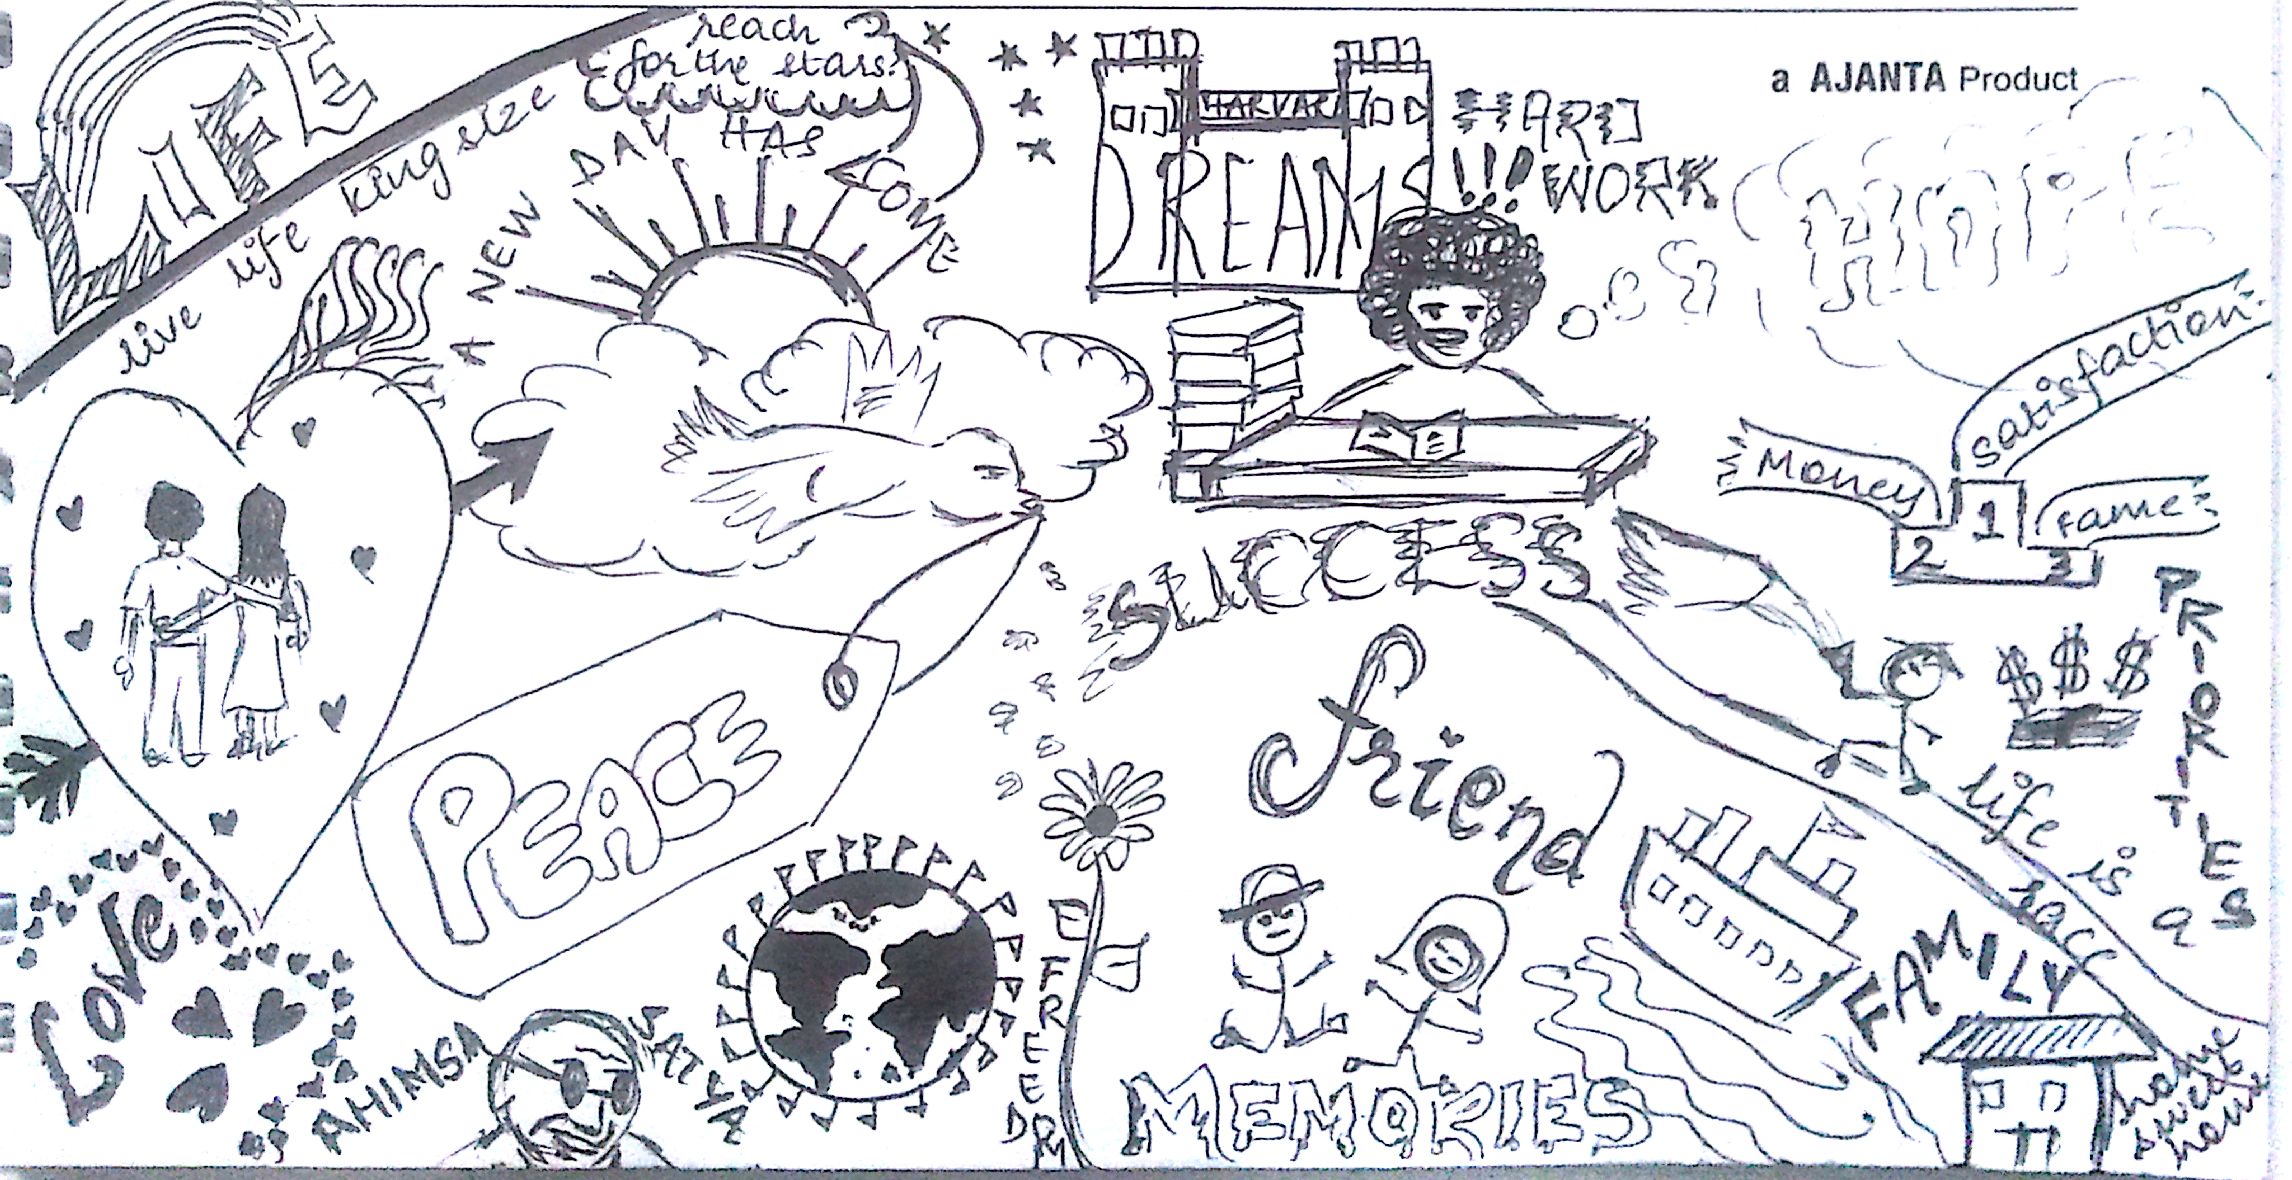 LIFE
live life king size
reach
for the stars!
A NEW DAY HAS COME
HARVARD
DREAMS
HARD
!!! WORK
a AJANTA Product
HOPE
Satisfaction
Money
Fame
1
2
3
PRIORITIES
$$$
SUCCESS
life is a race
friend
PEACE
LOVE
AHIMSA
SATYA
FREEDOM
MEMORIES
FAMILY
home
sweet
home